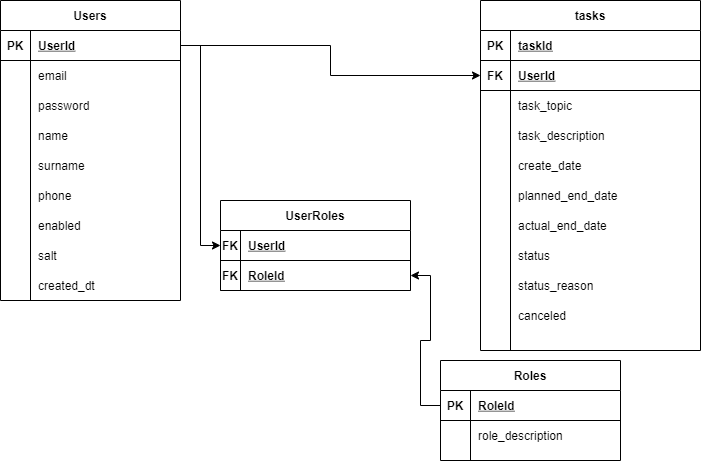 Users
PK UserId
email
password
name
surname
phone
enabled
salt
created_dt
tasks
PK taskId
FK UserId
task_topic
task_description
create_date
planned_end_date
actual_end_date
status
status_reason
canceled
UserRoles
FK UserId
FK RoleId
Roles
PK RoleId
role_description